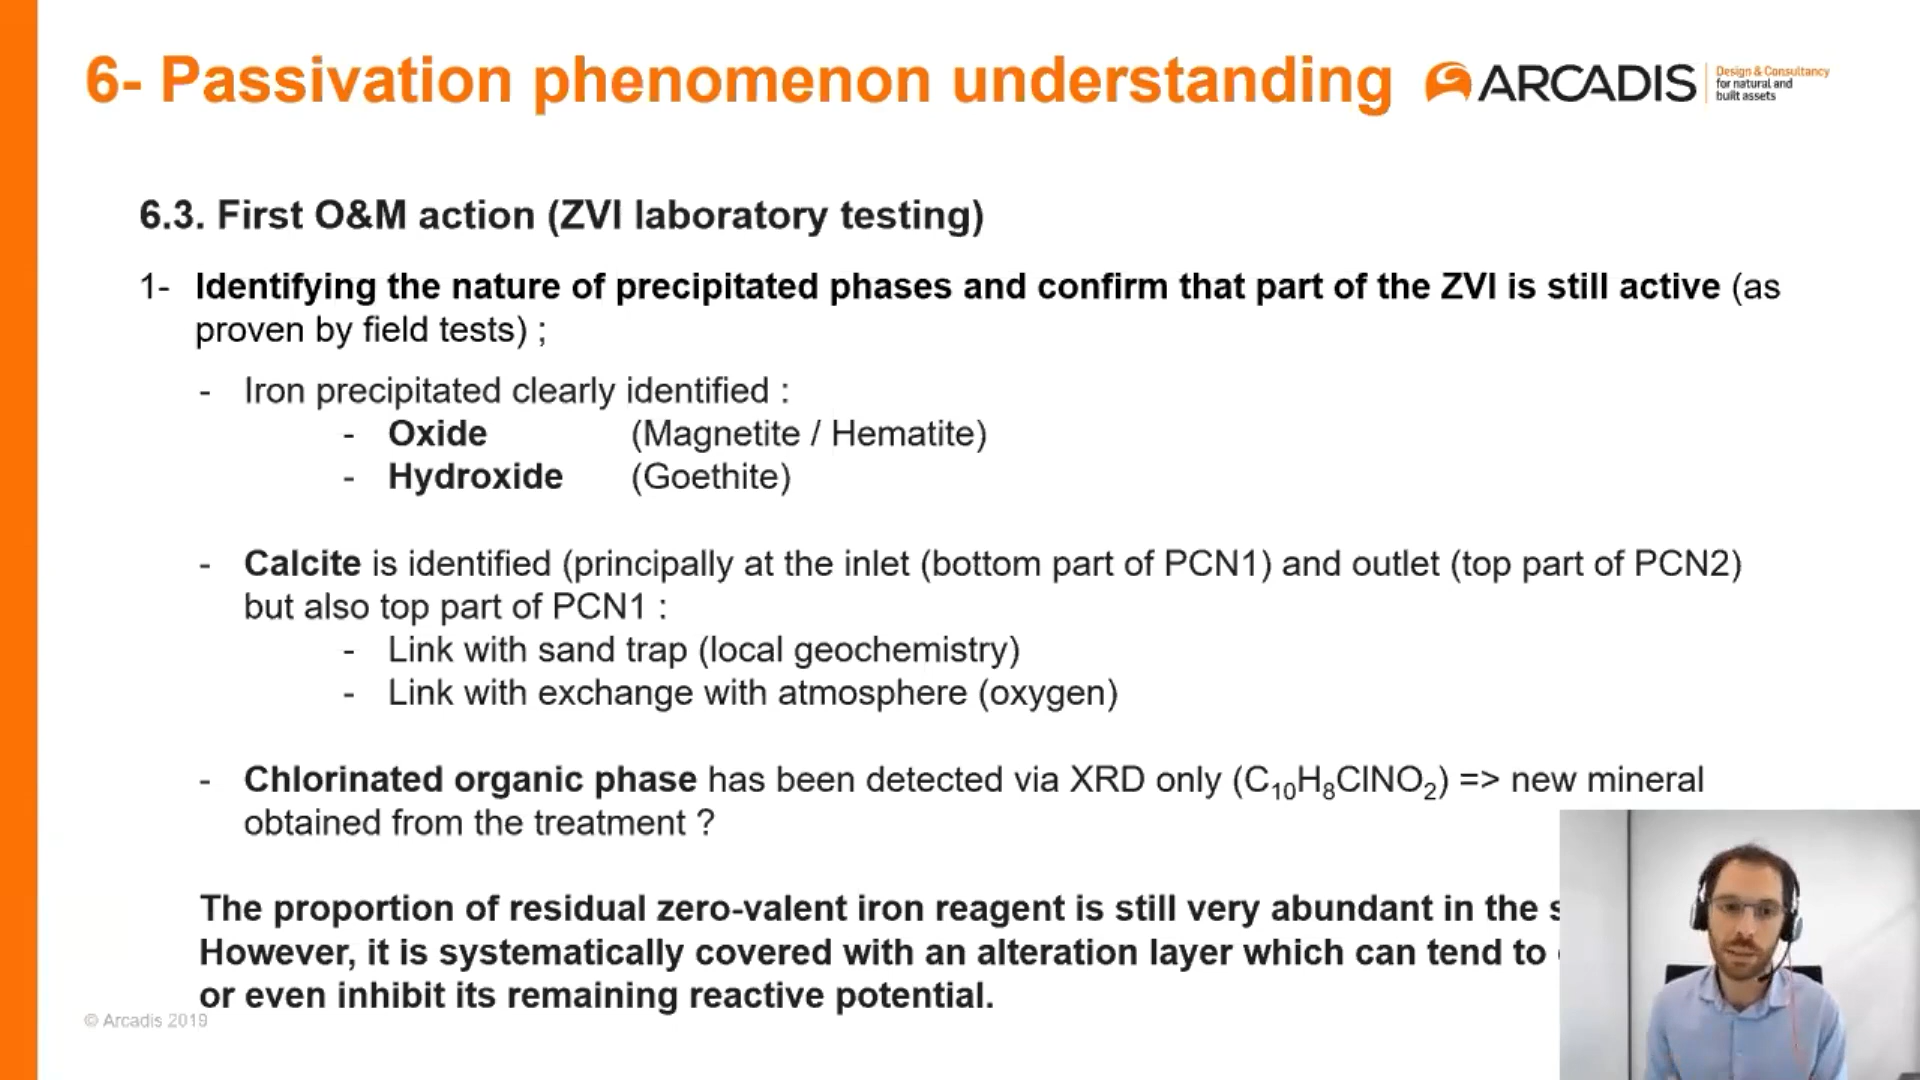 6- Passivation phenomenon understanding
ARCADIS
Design & Consultancy
for natural and
built assets
6.3. First O&M action (ZVI laboratory testing)
1- Identifying the nature of precipitated phases and confirm that part of the ZVI is still active (as
proven by field tests) ;
- Iron precipitated clearly identified :
- Oxide (Magnetite / Hematite)
- Hydroxide (Goethite)
- Calcite is identified (principally at the inlet (bottom part of PCN1) and outlet (top part of PCN2)
but also top part of PCN1 :
- Link with sand trap (local geochemistry)
- Link with exchange with atmosphere (oxygen)
- Chlorinated organic phase has been detected via XRD only (C₁₀H₈ClNO₂) => new mineral
obtained from the treatment ?
The proportion of residual zero-valent iron reagent is still very abundant in the
However, it is systematically covered with an alteration layer which can tend to
or even inhibit its remaining reactive potential.
© Arcadis 2019